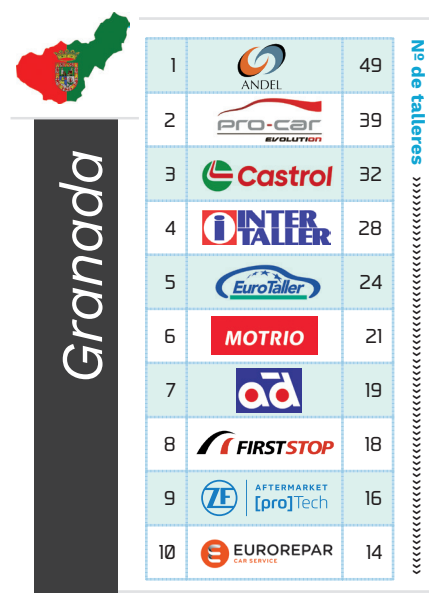 Granada
Nº de talleres
1 ANDEL 49
2 PRO-CAR EVOLUTION 39
3 Castrol 32
4 i INTER TALLER 28
5 EuroTaller 24
6 MOTRIO 21
7 ad 19
8 FIRSTSTOP 18
9 ZF AFTERMARKET [pro]Tech 16
10 EUROREPAR CAR SERVICE 14